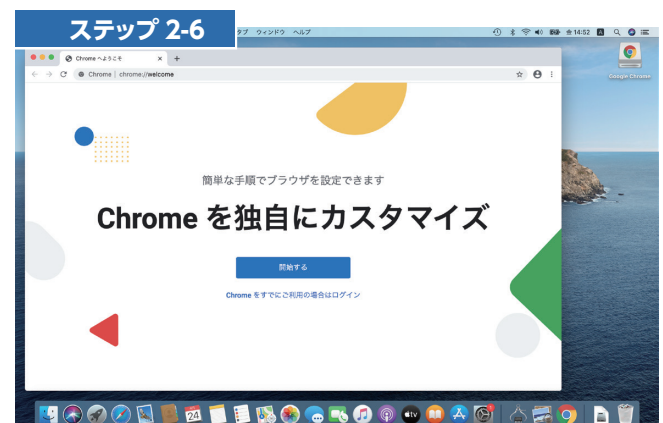 ステップ 2-6
タブ ウィンドウ ヘルプ
金14:52
Chrome へようこそ
Chrome | chrome://welcome
Google Chrome
簡単な手順でブラウザを設定できます
Chrome を独自にカスタマイズ
開始する
Chrome をすでにご利用の場合はログイン
24
tv